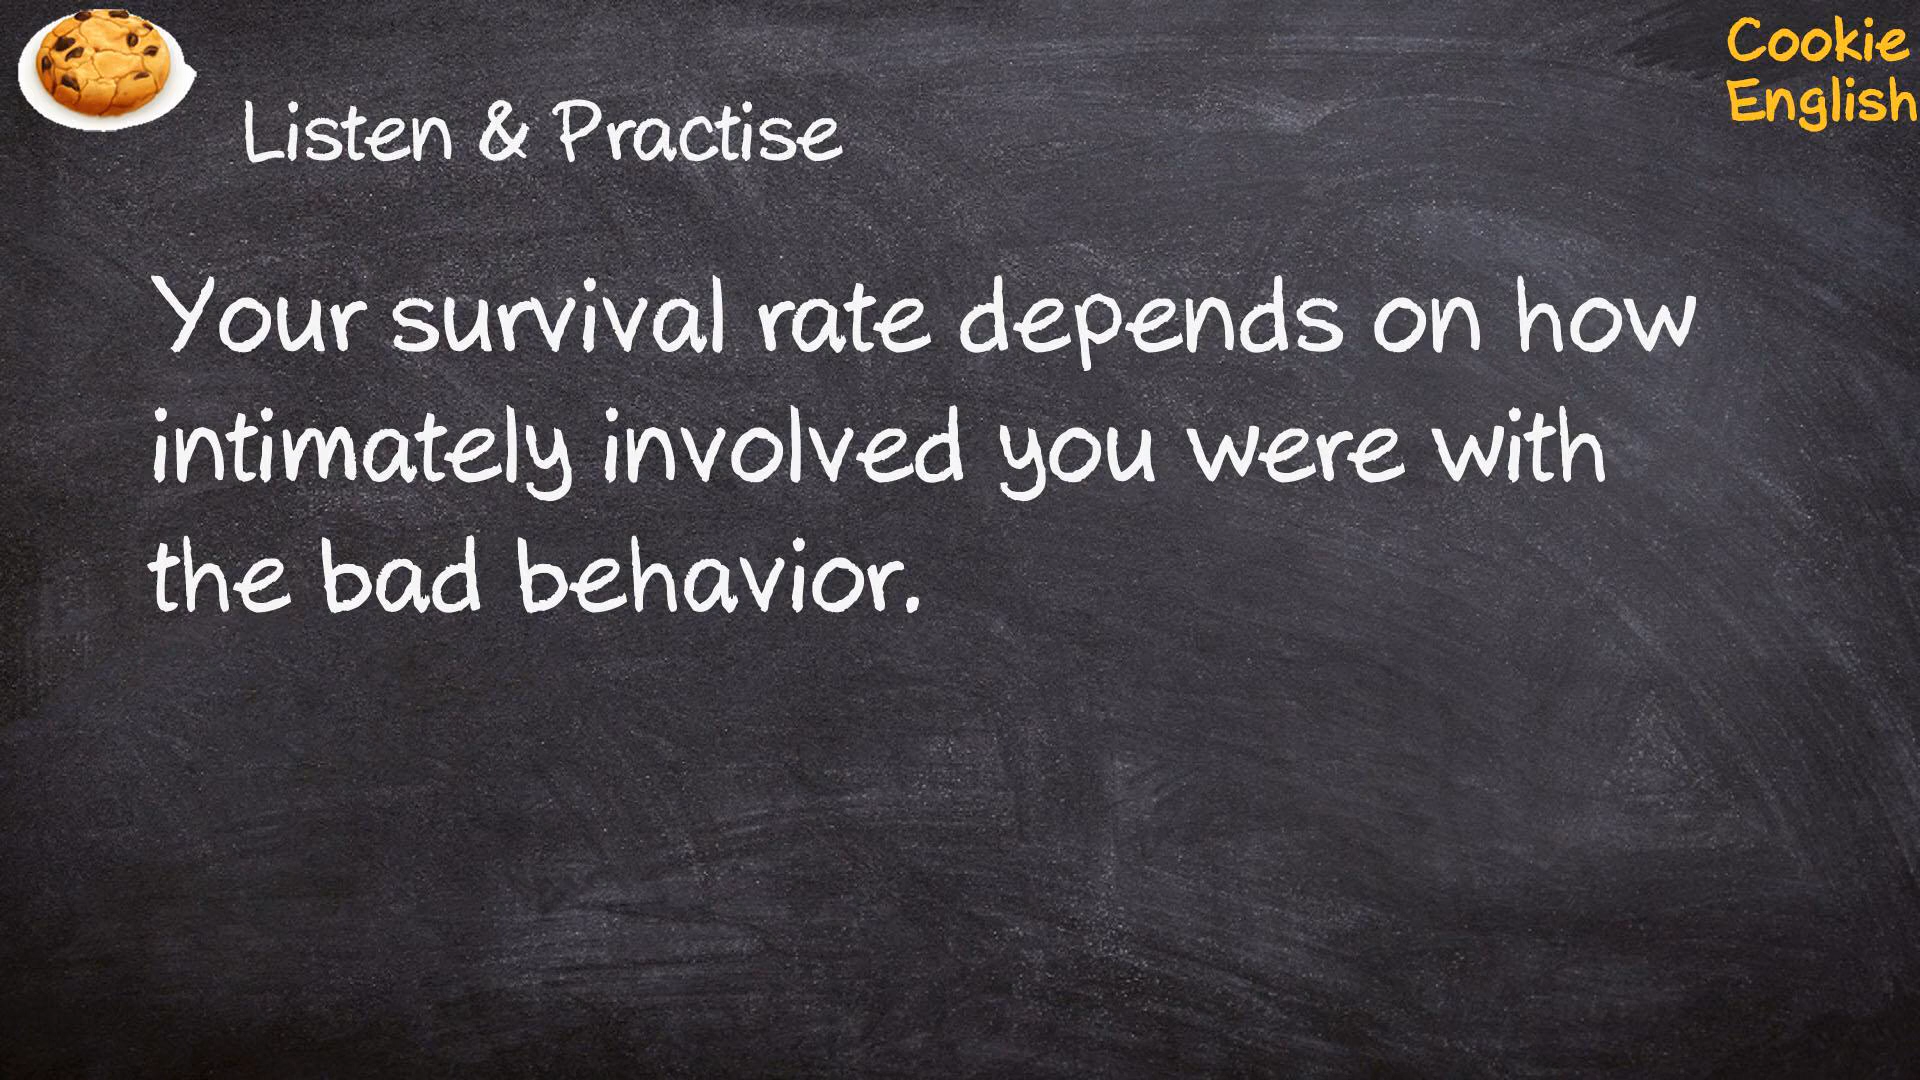 Cookie
English
Listen & Practise
Your survival rate depends on how
intimately involved you were with
the bad behavior.